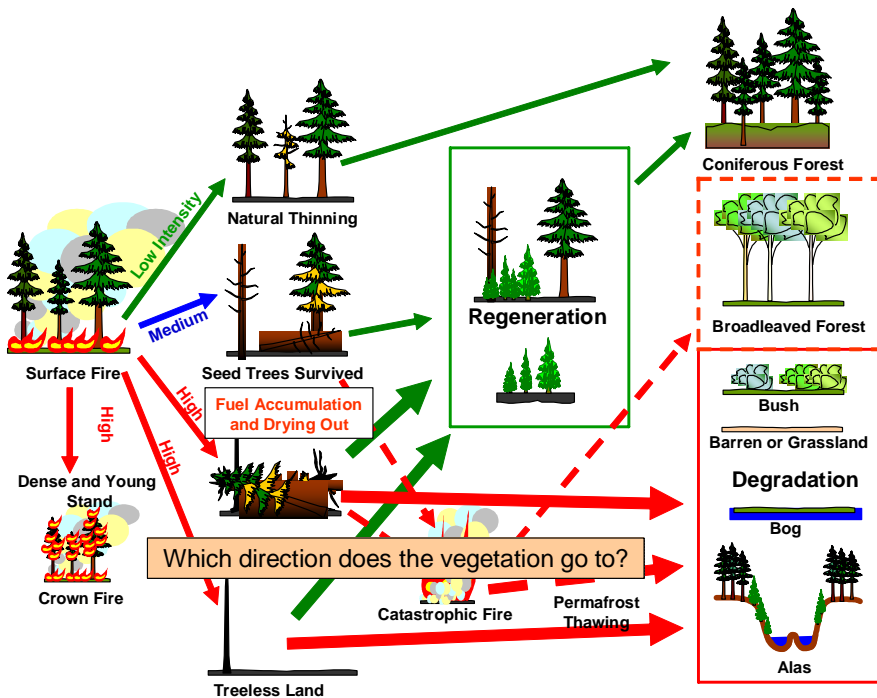 Coniferous Forest
Natural Thinning
Low Intensity
Medium
Regeneration
Broadleaved Forest
Surface Fire
Seed Trees Survived
High
High
High
Fuel Accumulation
and Drying Out
Bush
Barren or Grassland
Dense and Young
Stand
Degradation
Bog
Which direction does the vegetation go to?
Crown Fire
Catastrophic Fire
Permafrost
Thawing
Alas
Treeless Land